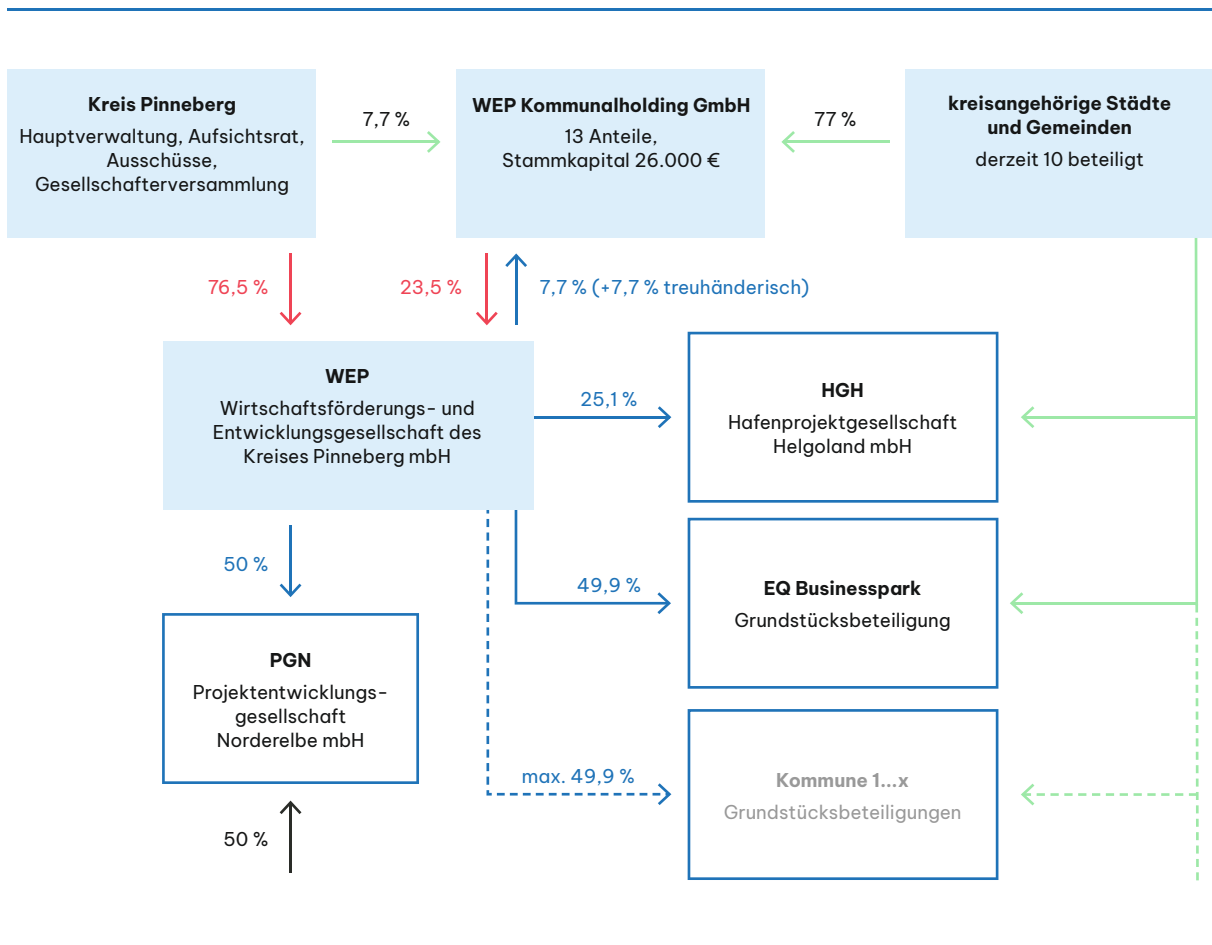 Kreis Pinneberg
Hauptverwaltung, Aufsichtsrat,
Ausschüsse,
Gesellschafterversammlung
7,7 %
WEP Kommunalholding GmbH
13 Anteile,
Stammkapital 26.000 €
77 %
kreisangehörige Städte
und Gemeinden
derzeit 10 beteiligt
76,5 %
23,5 %
7,7 % (+7,7 % treuhänderisch)
WEP
Wirtschaftsförderungs- und
Entwicklungsgesellschaft des
Kreises Pinneberg mbH
25,1 %
HGH
Hafenprojektgesellschaft
Helgoland mbH
50 %
49,9 %
EQ Businesspark
Grundstücksbeteiligung
PGN
Projektentwicklungs-
gesellschaft
Norderelbe mbH
max. 49,9 %
Kommune 1...x
Grundstücksbeteiligungen
50 %